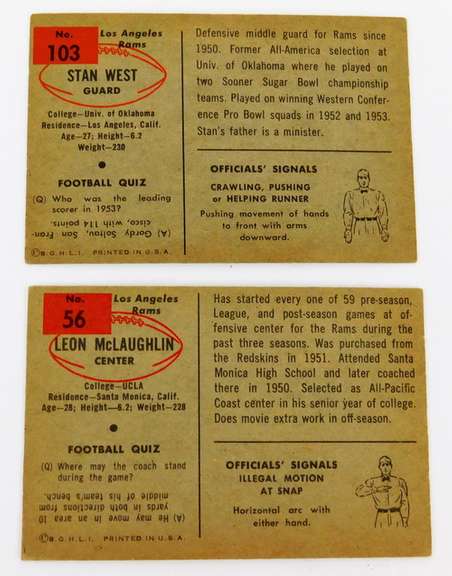 No.
103
Los Angeles
Rams
STAN WEST
GUARD
College—Univ. of Oklahoma
Residence—Los Angeles, Calif.
Age—27; Height—6.2
Weight—230
FOOTBALL QUIZ
(Q) Who was the leading
scorer in 1953?
(A) Gordy Soltau, San Fran-
cisco, with 114 points.
©B.G.H.L.I. PRINTED IN U.S.A.
Defensive middle guard for Rams since
1950. Former All-America selection at
Univ. of Oklahoma where he played on
two Sooner Sugar Bowl championship
teams. Played on winning Western Confer-
ence Pro Bowl squads in 1952 and 1953.
Stan's father is a minister.
OFFICIALS' SIGNALS
CRAWLING, PUSHING
or HELPING RUNNER
Pushing movement of hands
to front with arms
downward.
No.
56
Los Angeles
Rams
LEON McLAUGHLIN
CENTER
College—UCLA
Residence—Santa Monica, Calif.
Age—28; Height—6.2; Weight—228
FOOTBALL QUIZ
(Q) Where may the coach stand
during the game?
(A) He may move in an area 10
yards in both directions from
middle of his team's bench.
©B.G.H.L.I. PRINTED IN U.S.A.
Has started every one of 59 pre-season,
League, and post-season games at of-
fensive center for the Rams during the
past three seasons. Was purchased from
the Redskins in 1951. Attended Santa
Monica High School and later coached
there in 1950. Selected as All-Pacific
Coast center in his senior year of college.
Does movie extra work in off-season.
OFFICIALS' SIGNALS
ILLEGAL MOTION
AT SNAP
Horizontal arc with
either hand.